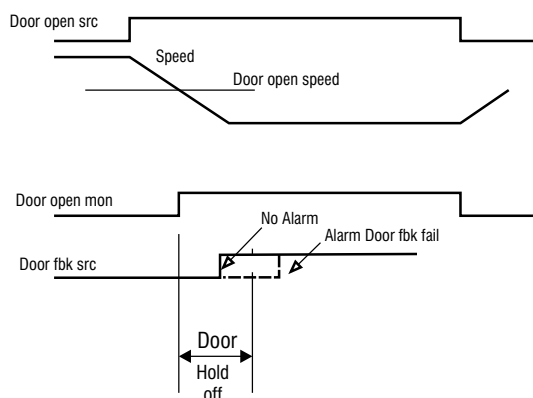 Door open src
Speed
Door open speed
Door open mon
No Alarm
Alarm Door fbk fail
Door fbk src
Door
Hold
off